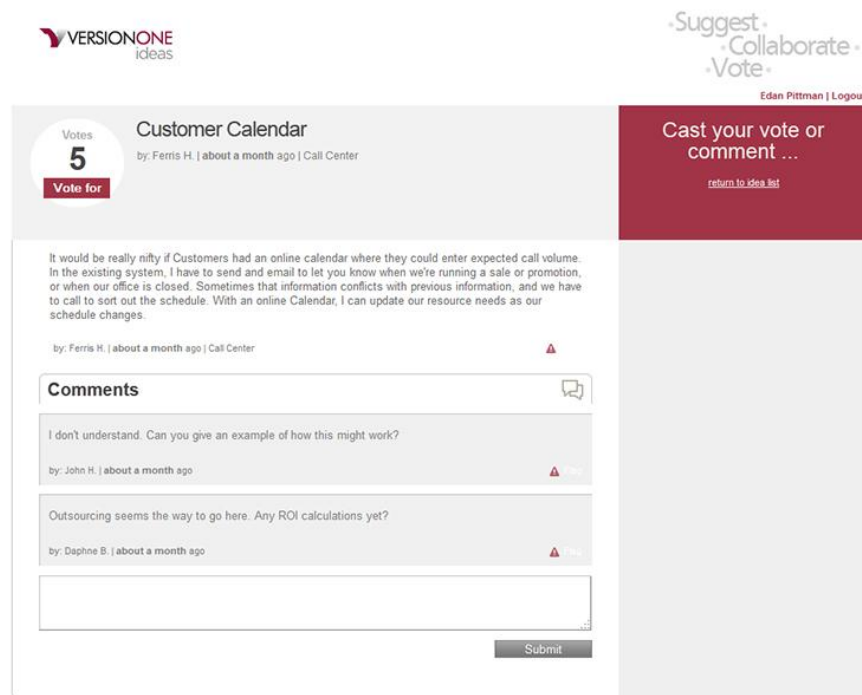 VERSIONONE
ideas
Suggest
Collaborate
Vote
Edan Pittman | Logou
Votes
5
Vote for
Customer Calendar
by: Ferris H. | about a month ago | Call Center
Cast your vote or
comment ...
return to idea list
It would be really nifty if Customers had an online calendar where they could enter expected call volume.
In the existing system, I have to send and email to let you know when we're running a sale or promotion,
or when our office is closed. Sometimes that information conflicts with previous information, and we have
to call to sort out the schedule. With an online Calendar, I can update our resource needs as our
schedule changes.
by: Ferris H. | about a month ago | Call Center
Comments
I don't understand. Can you give an example of how this might work?
by: John H. | about a month ago
Outsourcing seems the way to go here. Any ROI calculations yet?
by: Daphne B. | about a month ago
Submit